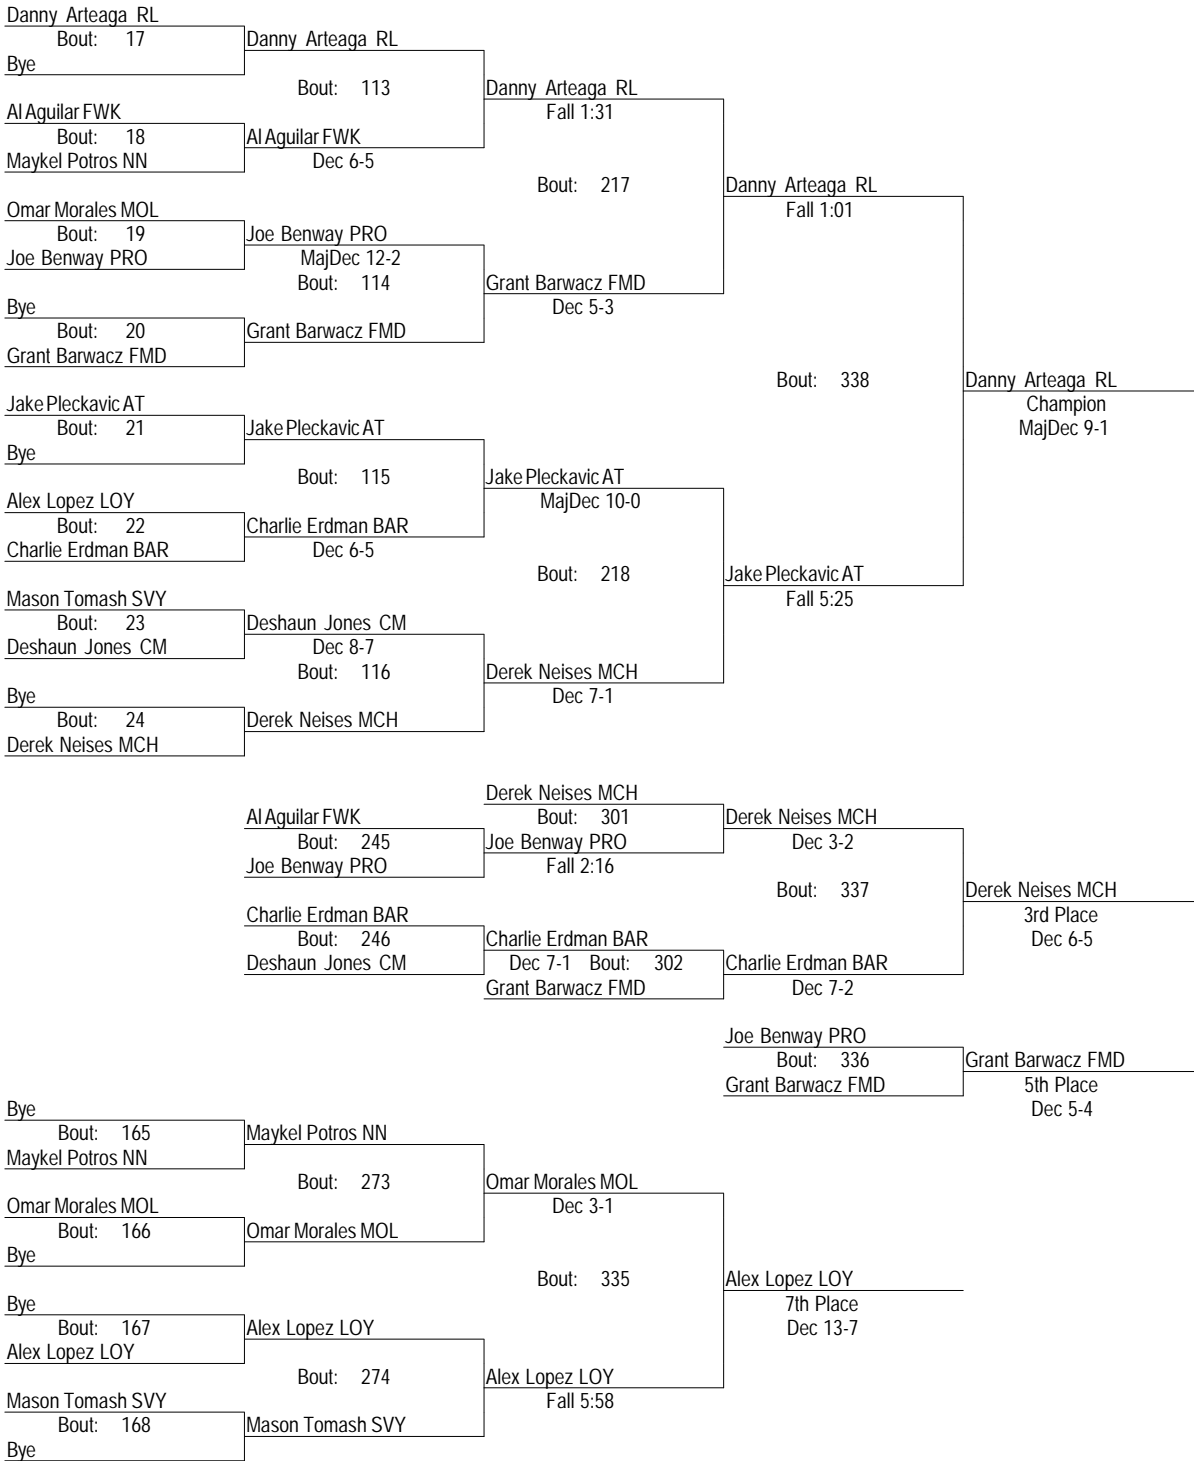 Danny Arteaga RL
Bout: 17
Danny Arteaga RL
Bye
Bout: 113
Danny Arteaga RL
Al Aguilar FWK
Fall 1:31
Bout: 18
Al Aguilar FWK
Maykel Potros NN
Dec 6-5
Bout: 217
Danny Arteaga RL
Omar Morales MOL
Fall 1:01
Bout: 19
Joe Benway PRO
Joe Benway PRO
MajDec 12-2
Bout: 114
Grant Barwacz FMD
Bye
Dec 5-3
Bout: 20
Grant Barwacz FMD
Grant Barwacz FMD
Bout: 338
Danny Arteaga RL
Jake Pleckavic AT
Champion
Bout: 21
Jake Pleckavic AT
MajDec 9-1
Bye
Bout: 115
Jake Pleckavic AT
Alex Lopez LOY
MajDec 10-0
Bout: 22
Charlie Erdman BAR
Charlie Erdman BAR
Dec 6-5
Bout: 218
Jake Pleckavic AT
Mason Tomash SVY
Fall 5:25
Bout: 23
Deshaun Jones CM
Deshaun Jones CM
Dec 8-7
Bout: 116
Derek Neises MCH
Bye
Dec 7-1
Bout: 24
Derek Neises MCH
Derek Neises MCH
Derek Neises MCH
Al Aguilar FWK
Bout: 301
Derek Neises MCH
Bout: 245
Joe Benway PRO
Dec 3-2
Joe Benway PRO
Fall 2:16
Bout: 337
Derek Neises MCH
Charlie Erdman BAR
3rd Place
Bout: 246
Charlie Erdman BAR
Dec 6-5
Deshaun Jones CM
Dec 7-1 Bout: 302
Charlie Erdman BAR
Grant Barwacz FMD
Dec 7-2
Joe Benway PRO
Bout: 336
Grant Barwacz FMD
Grant Barwacz FMD
5th Place
Dec 5-4
Bye
Bout: 165
Maykel Potros NN
Maykel Potros NN
Bout: 273
Omar Morales MOL
Omar Morales MOL
Dec 3-1
Bout: 166
Omar Morales MOL
Bye
Bout: 335
Alex Lopez LOY
Bye
7th Place
Bout: 167
Alex Lopez LOY
Dec 13-7
Alex Lopez LOY
Bout: 274
Alex Lopez LOY
Mason Tomash SVY
Fall 5:58
Bout: 168
Mason Tomash SVY
Bye